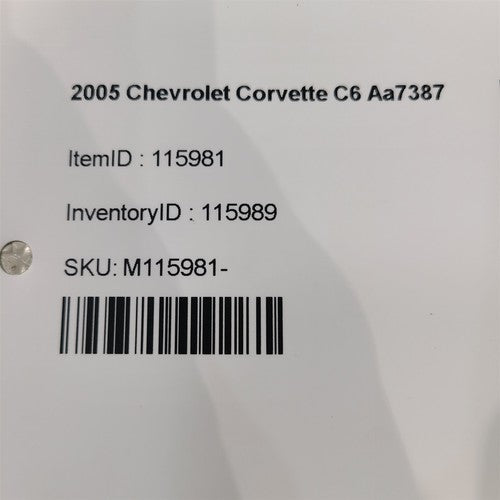 2005 Chevrolet Corvette C6 Aa7387
ItemID : 115981
InventoryID : 115989
SKU: M115981-